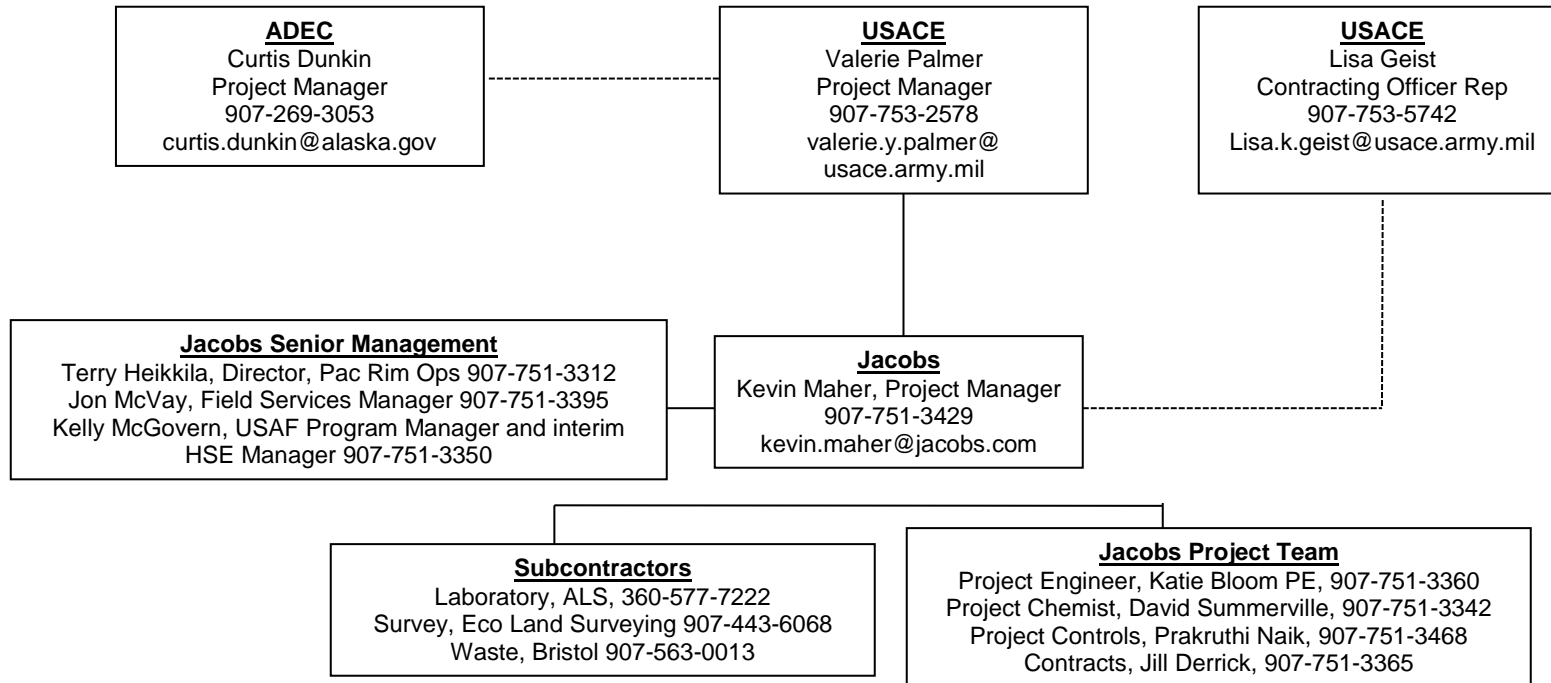 ADEC
Curtis Dunkin
Project Manager
907-269-3053
curtis.dunkin@alaska.gov
USACE
Valerie Palmer
Project Manager
907-753-2578
valerie.y.palmer@
usace.army.mil
USACE
Lisa Geist
Contracting Officer Rep
907-753-5742
Lisa.k.geist@usace.army.mil
Jacobs Senior Management
Terry Heikkila, Director, Pac Rim Ops 907-751-3312
Jon McVay, Field Services Manager 907-751-3395
Kelly McGovern, USAF Program Manager and interim
HSE Manager 907-751-3350
Jacobs
Kevin Maher, Project Manager
907-751-3429
kevin.maher@jacobs.com
Subcontractors
Laboratory, ALS, 360-577-7222
Survey, Eco Land Surveying 907-443-6068
Waste, Bristol 907-563-0013
Jacobs Project Team
Project Engineer, Katie Bloom PE, 907-751-3360
Project Chemist, David Summerville, 907-751-3342
Project Controls, Prakruthi Naik, 907-751-3468
Contracts, Jill Derrick, 907-751-3365